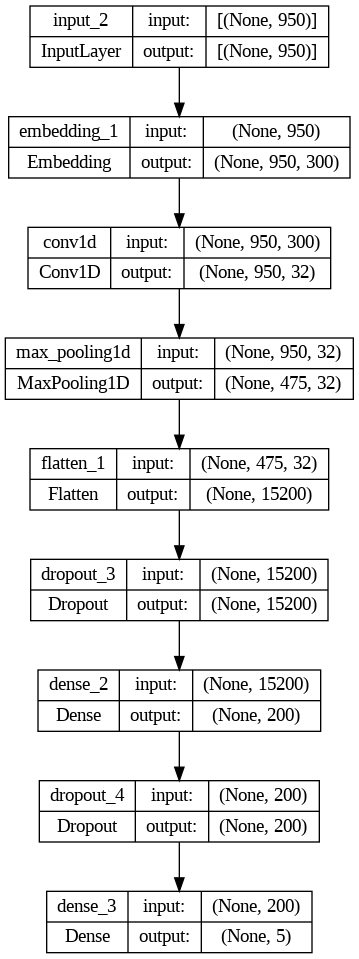 input_2 input: [(None, 950)]
InputLayer output: [(None, 950)]
embedding_1 input: (None, 950)
Embedding output: (None, 950, 300)
conv1d input: (None, 950, 300)
Conv1D output: (None, 950, 32)
max_pooling1d input: (None, 950, 32)
MaxPooling1D output: (None, 475, 32)
flatten_1 input: (None, 475, 32)
Flatten output: (None, 15200)
dropout_3 input: (None, 15200)
Dropout output: (None, 15200)
dense_2 input: (None, 15200)
Dense output: (None, 200)
dropout_4 input: (None, 200)
Dropout output: (None, 200)
dense_3 input: (None, 200)
Dense output: (None, 5)